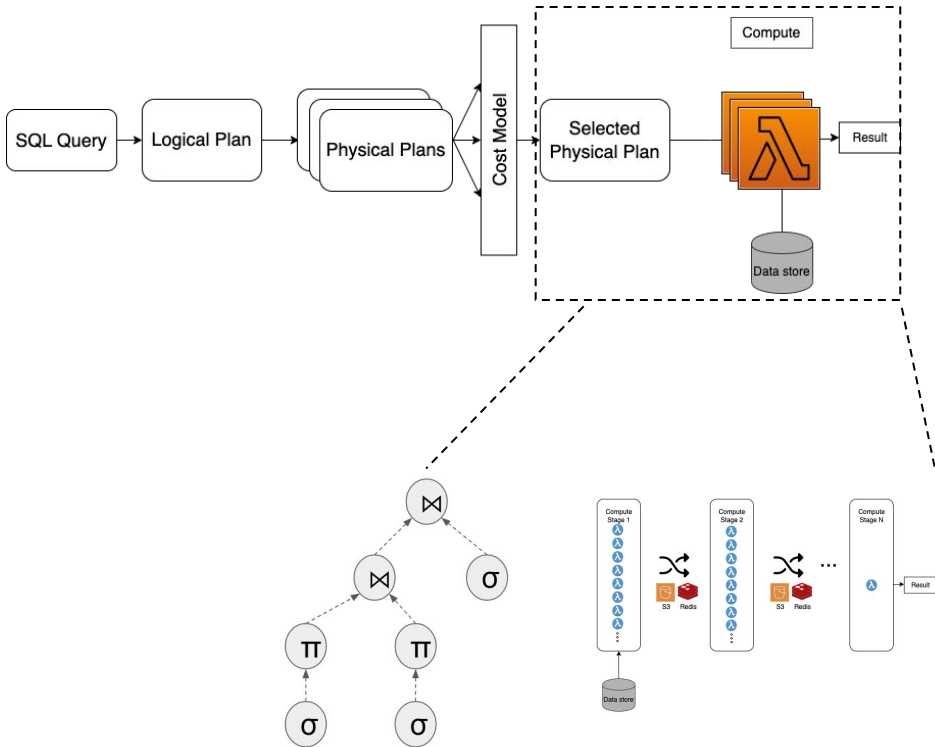 Compute
SQL Query
Logical Plan
Physical Plans
Cost Model
Selected
Physical Plan
Result
Data store
⋈
⋈
σ
π
π
σ
σ
Compute
Stage 1
λ
λ
λ
λ
λ
λ
λ
λ
S3
Redis
Compute
Stage 2
λ
λ
λ
λ
λ
λ
λ
λ
S3
Redis
...
Compute
Stage N
λ
Result
Data store